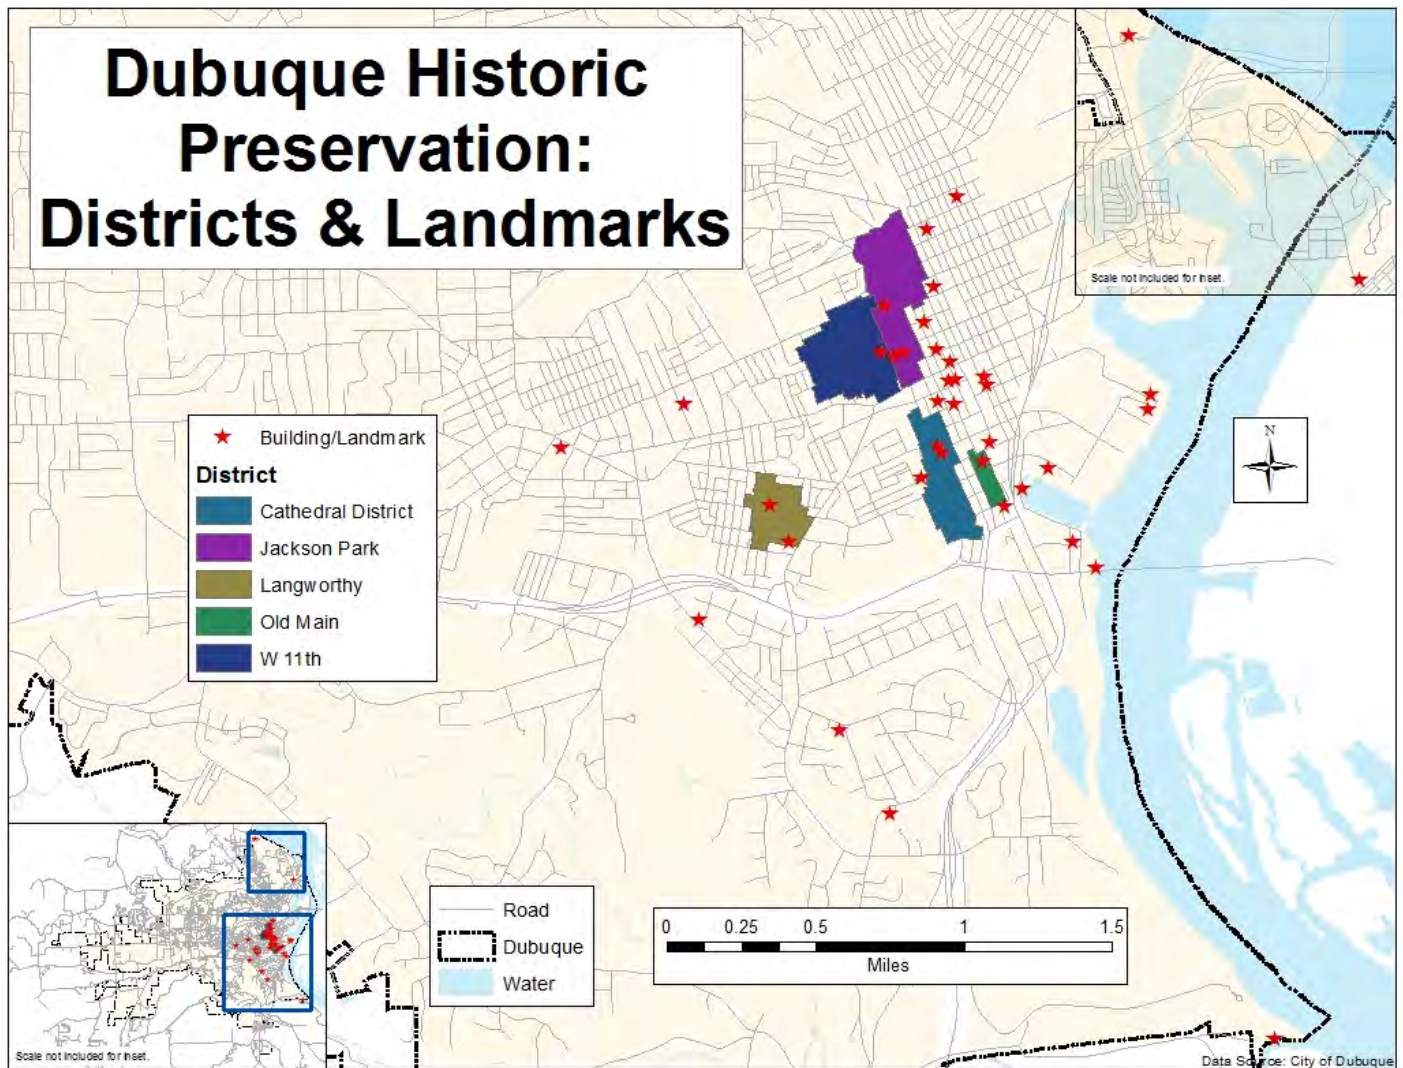 Dubuque Historic
Preservation:
Districts & Landmarks
Scale not included for inset.
N
Building/Landmark
District
Cathedral District
Jackson Park
Langworthy
Old Main
W 11th
Road
Dubuque
Water
0 0.25 0.5 1 1.5
Miles
Scale not included for inset.
Data Source: City of Dubuque